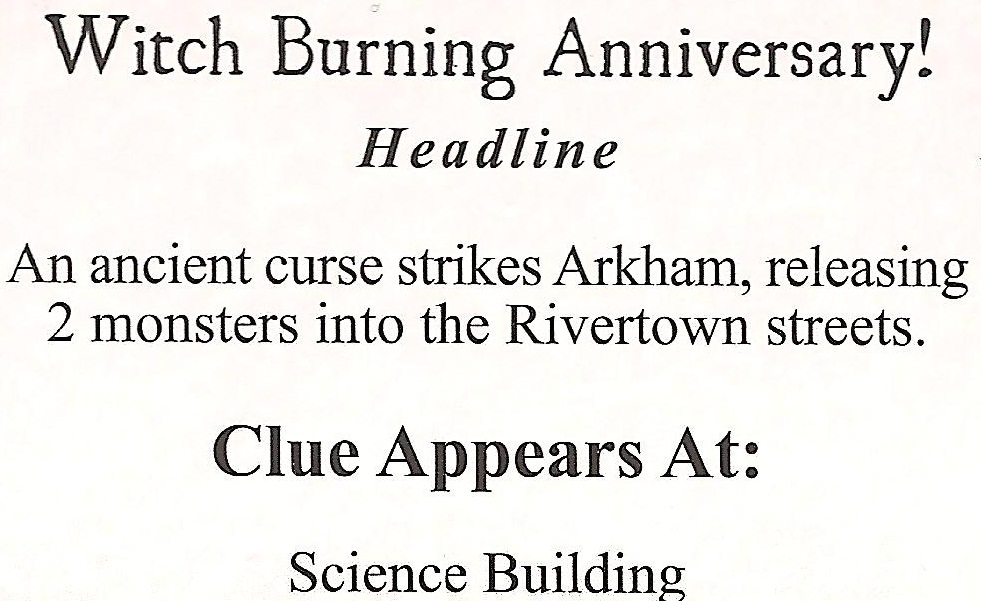 Witch Burning Anniversary!
Headline
An ancient curse strikes Arkham, releasing
2 monsters into the Rivertown streets.
Clue Appears At:
Science Building